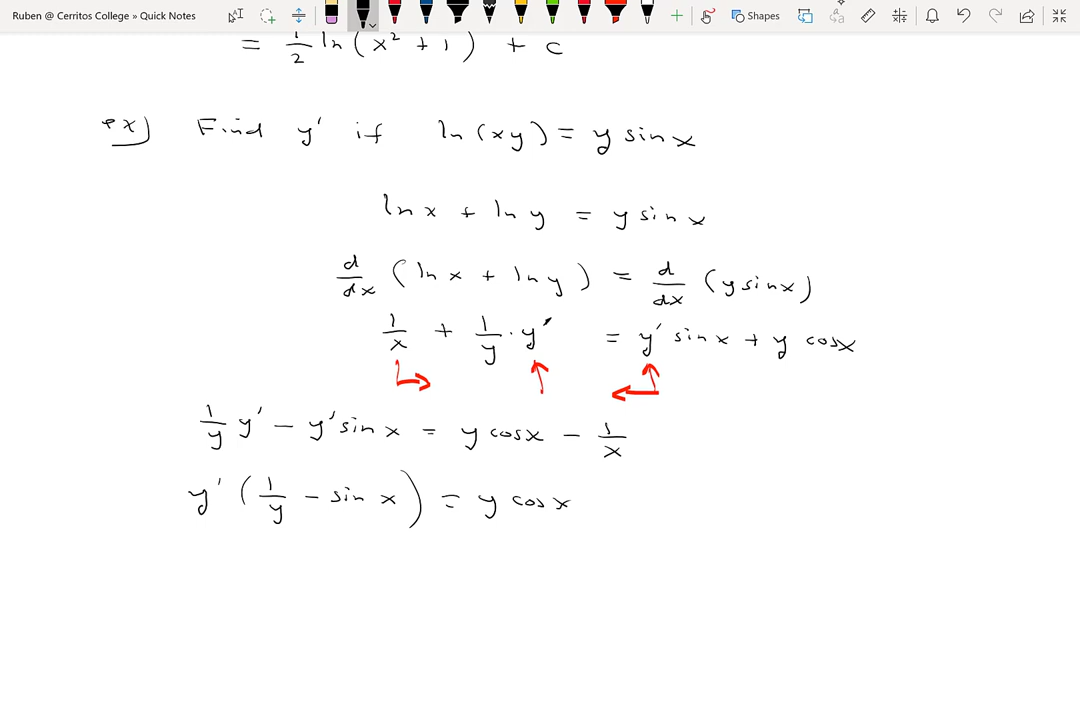 Ruben @ Cerritos College » Quick Notes Shapes
= 1/2 ln(x² + 1) + c
ex) Find y' if ln(xy) = y sin x
ln x + ln y = y sin x
d/dx (ln x + ln y) = d/dx (y sin x)
1/x + 1/y · y' = y' sin x + y cos x
1/y y' - y' sin x = y cos x - 1/x
y' (1/y - sin x) = y cos x